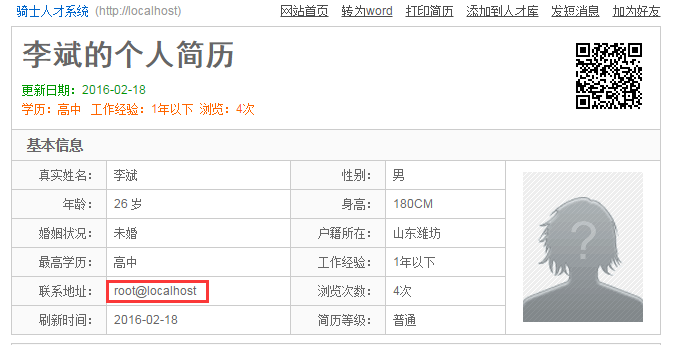 骑士人才系统 (http://localhost) 网站首页 转为word 打印简历 添加到人才库 发短消息 加为好友
李斌的个人简历
更新日期：2016-02-18
学历：高中 工作经验：1年以下 浏览：4次
基本信息
真实姓名： 李斌 性别： 男
年龄： 26 岁 身高： 180CM
婚姻状况： 未婚 户籍所在： 山东潍坊
最高学历： 高中 工作经验： 1年以下
联系地址： root@localhost 浏览次数： 4次
刷新时间： 2016-02-18 简历等级： 普通
?